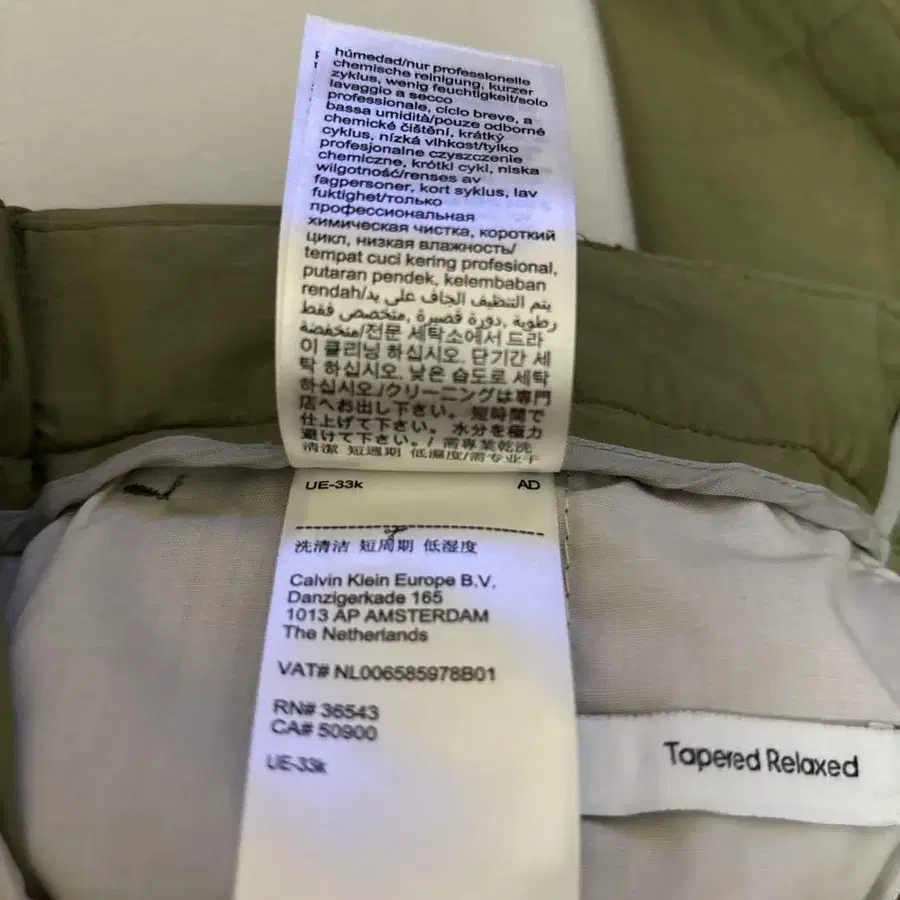 húmedad/nur professionelle
chemische reinigung, kurzer
zyklus, wenig feuchtigkeit/solo
lavaggio a secco
professionale, ciclo breve, a
bassa umidità/pouze odborné
chemické čištění, krátký
cyklus, nízká vlhkost/tylko
profesjonalne czyszczenie
chemiczne, krótki cykl, niska
wilgotność/renses av
fagpersoner, kort syklus, lav
fuktighet/только
профессиональная
химическая чистка, короткий
цикл, низкая влажность/
tempat cuci kering profesional,
putaran pendek, kelembaban
rendah/يتم التنظيف الجاف على يد
متخصص فقط, دورة قصيرة, رطوبة
منخفضة/전문 세탁소에서 드라
이 클리닝 하십시오. 단기간 세
탁 하십시오. 낮은 습도로 세탁
하십시오./クリーニングは専門
店へお出し下さい。短時間で
仕上げて下さい。水分を極力
避けて下さい。/需專業乾洗
清潔 短週期 低濕度/需专业干
UE-33k AD
洗清洁 短周期 低湿度
Calvin Klein Europe B.V.
Danzigerkade 165
1013 AP AMSTERDAM
The Netherlands
VAT# NL006585978B01
RN# 36543
CA# 50900
UE-33k
Tapered Relaxed